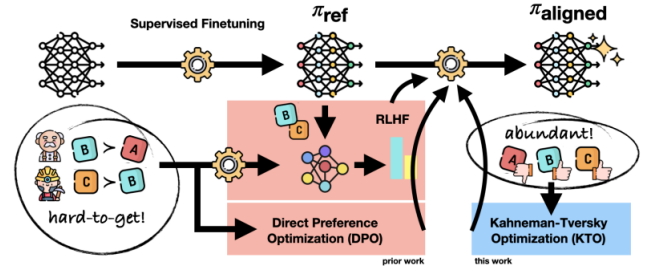 Supervised Finetuning
πref
πaligned
B ≻ A
C ≻ B
hard-to-get!
B
C
RLHF
abundant!
A
B
C
Direct Preference
Optimization (DPO)
prior work
Kahneman-Tversky
Optimization (KTO)
this work